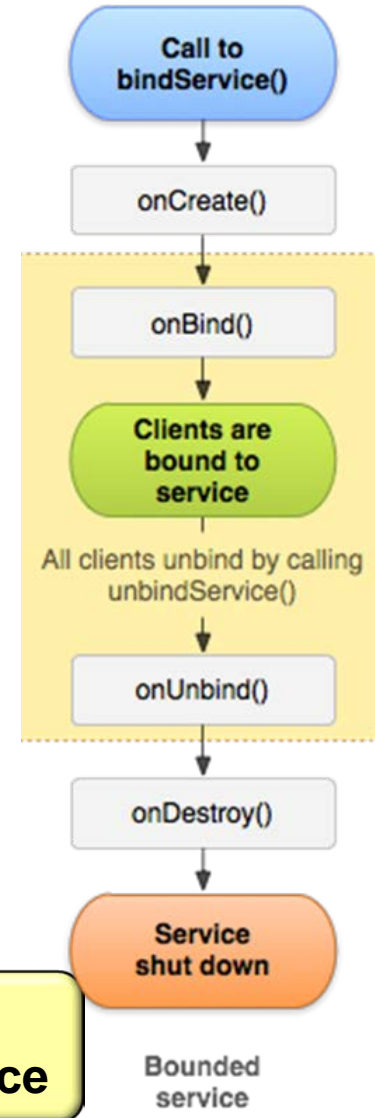 Call to
bindService()
onCreate()
onBind()
Clients are
bound to
service
All clients unbind by calling
unbindService()
onUnbind()
onDestroy()
Service
shut down
Bounded
service